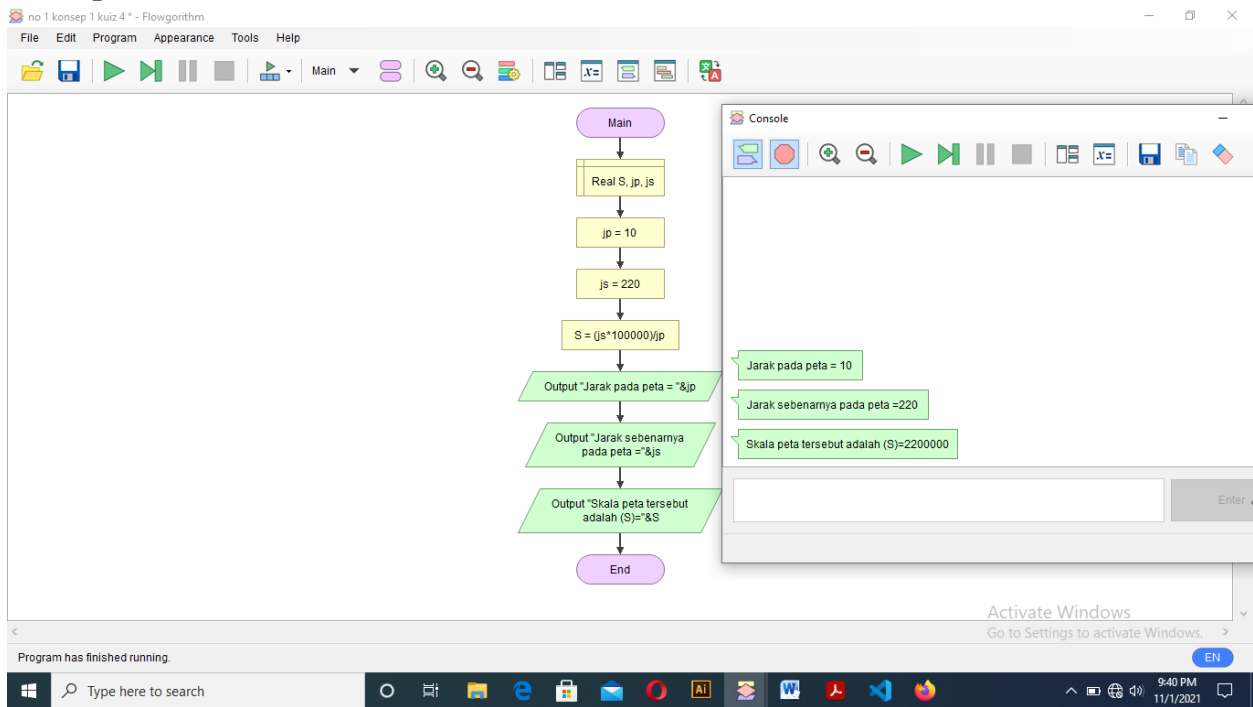 no 1 konsep 1 kuiz 4 * - Flowgorithm
File Edit Program Appearance Tools Help
Main
Main
Real S, jp, js
jp = 10
js = 220
S = (js*100000)/jp
Output "Jarak pada peta = "&jp
Output "Jarak sebenarnya
pada peta ="&js
Output "Skala peta tersebut
adalah (S)="&S
End
Console
x=
Jarak pada peta = 10
Jarak sebenarnya pada peta =220
Skala peta tersebut adalah (S)=2200000
Enter
Activate Windows
Go to Settings to activate Windows.
Program has finished running.
EN
Type here to search
Ai
W
9:40 PM
11/1/2021